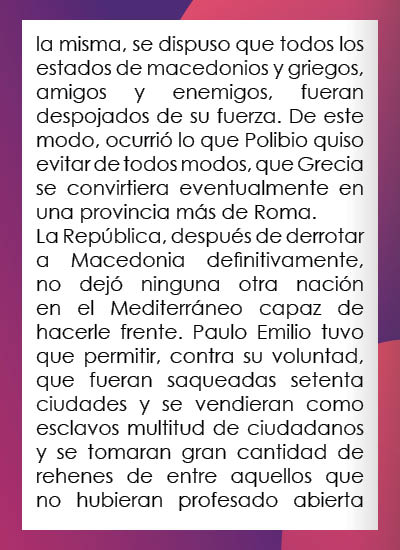 la misma, se dispuso que todos los
estados de macedonios y griegos,
amigos y enemigos, fueran
despojados de su fuerza. De este
modo, ocurrió lo que Polibio quiso
evitar de todos modos, que Grecia
se convirtiera eventualmente en
una provincia más de Roma.
La República, después de derrotar
a Macedonia definitivamente,
no dejó ninguna otra nación
en el Mediterráneo capaz de
hacerle frente. Paulo Emilio tuvo
que permitir, contra su voluntad,
que fueran saqueadas setenta
ciudades y se vendieran como
esclavos multitud de ciudadanos
y se tomaran gran cantidad de
rehenes de entre aquellos que
no hubieran profesado abierta